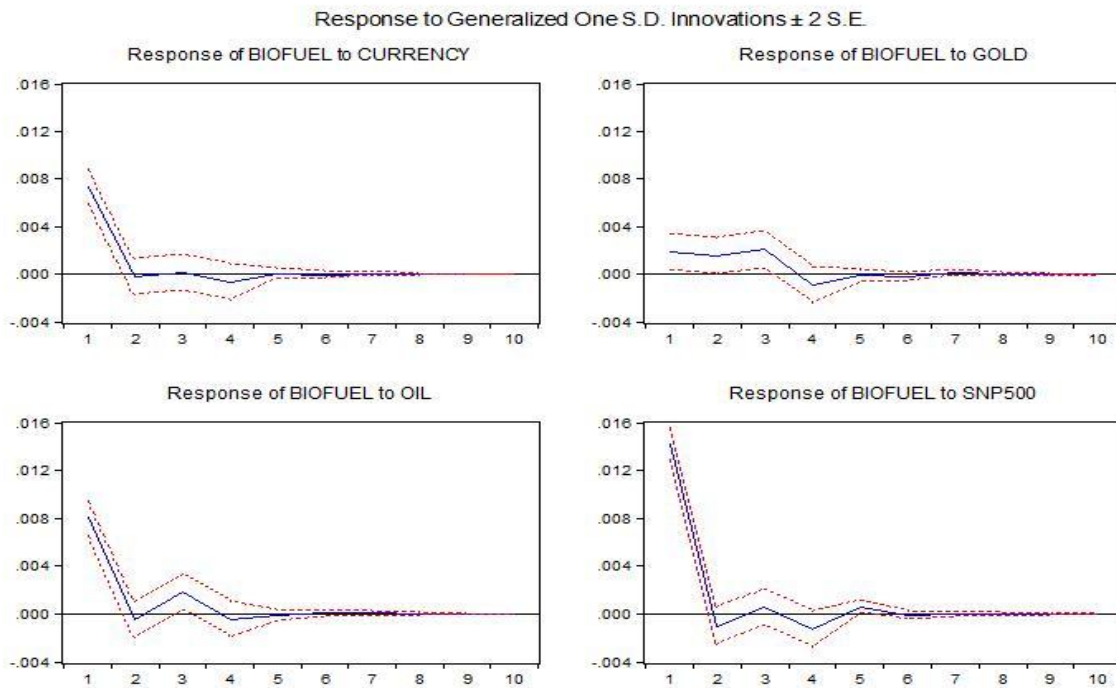 Response to Generalized One S.D. Innovations ± 2 S.E.
Response of BIOFUEL to CURRENCY
.016
.012
.008
.004
.000
-.004
1 2 3 4 5 6 7 8 9 10
Response of BIOFUEL to GOLD
.016
.012
.008
.004
.000
-.004
1 2 3 4 5 6 7 8 9 10
Response of BIOFUEL to OIL
.016
.012
.008
.004
.000
-.004
1 2 3 4 5 6 7 8 9 10
Response of BIOFUEL to SNP500
.016
.012
.008
.004
.000
-.004
1 2 3 4 5 6 7 8 9 10